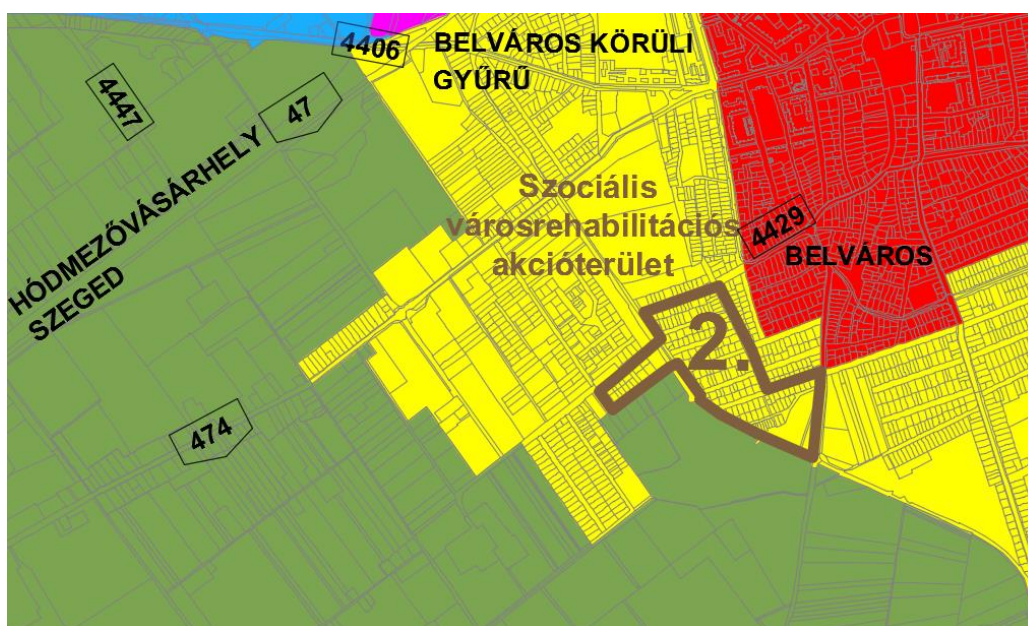 4406
BELVÁROS KÖRÜLI
GYŰRŰ
4447
47
HÓDMEZŐVÁSÁRHELY
SZEGED
Szociális
városrehabilitációs
akcióterület
4429
BELVÁROS
2.
474